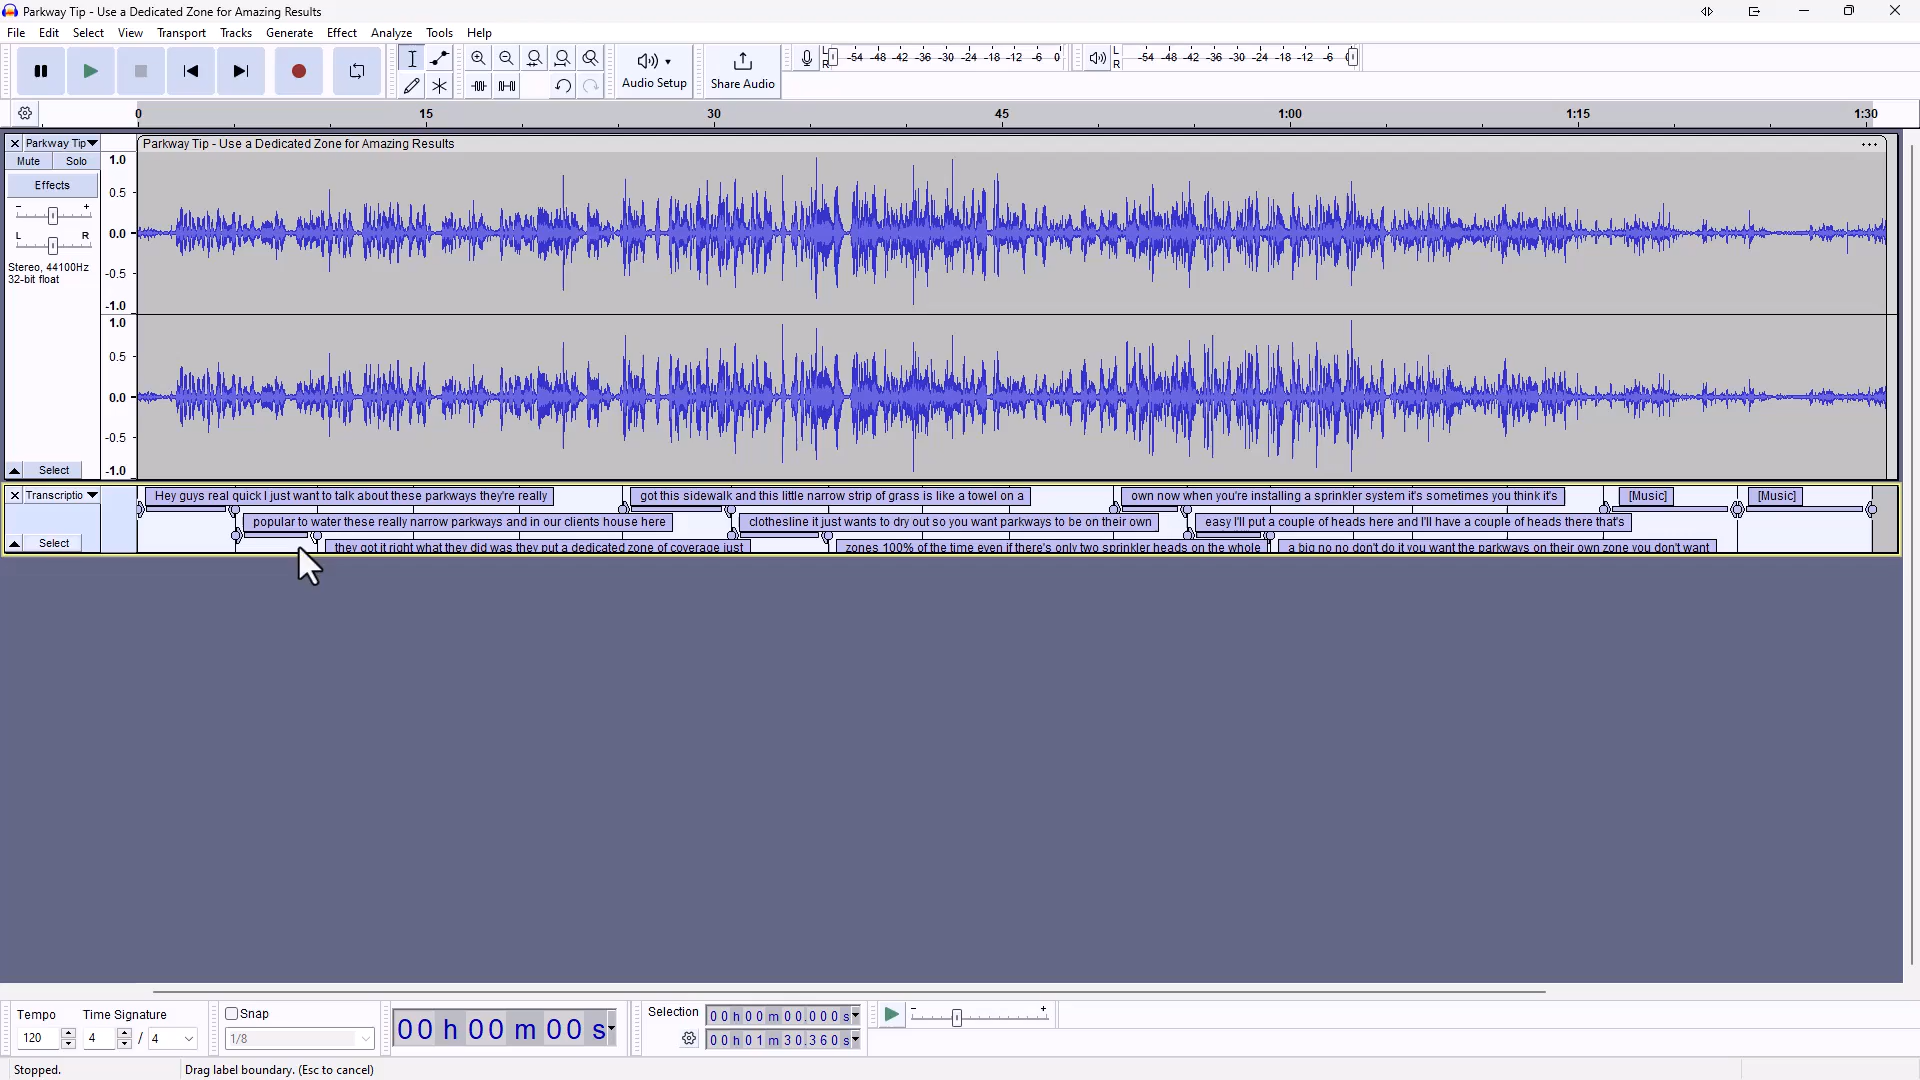 Parkway Tip - Use a Dedicated Zone for Amazing Results
File Edit Select View Transport Tracks Generate Effect Analyze Tools Help
Audio Setup
Share Audio
L
R
-54 -48 -42 -36 -30 -24 -18 -12 -6 0
L
R
-54 -48 -42 -36 -30 -24 -18 -12 -6 0
0 15 30 45 1:00 1:15 1:30
Parkway Tip
Parkway Tip - Use a Dedicated Zone for Amazing Results
Mute Solo
Effects
- +
L R
Stereo, 44100Hz
32-bit float
Select
1.0
0.5
0.0
-0.5
-1.0
1.0
0.5
0.0
-0.5
-1.0
Transcriptio
Select
Hey guys real quick I just want to talk about these parkways they're really
got this sidewalk and this little narrow strip of grass is like a towel on a
own now when you're installing a sprinkler system it's sometimes you think it's
[Music]
[Music]
popular to water these really narrow parkways and in our clients house here
clothesline it just wants to dry out so you want parkways to be on their own
easy I'll put a couple of heads here and I'll have a couple of heads there that's
they got it right what they did was they put a dedicated zone of coverage just
zones 100% of the time even if there's only two sprinkler heads on the whole
a big no no don't do it you want the parkways on their own zone you don't want
Tempo
120
Time Signature
4 / 4
Snap
1/8
00 h 00 m 00 s
Selection
00 h 00 m 00.000 s
00 h 01 m 30.360 s
- +
Stopped.
Drag label boundary. (Esc to cancel)